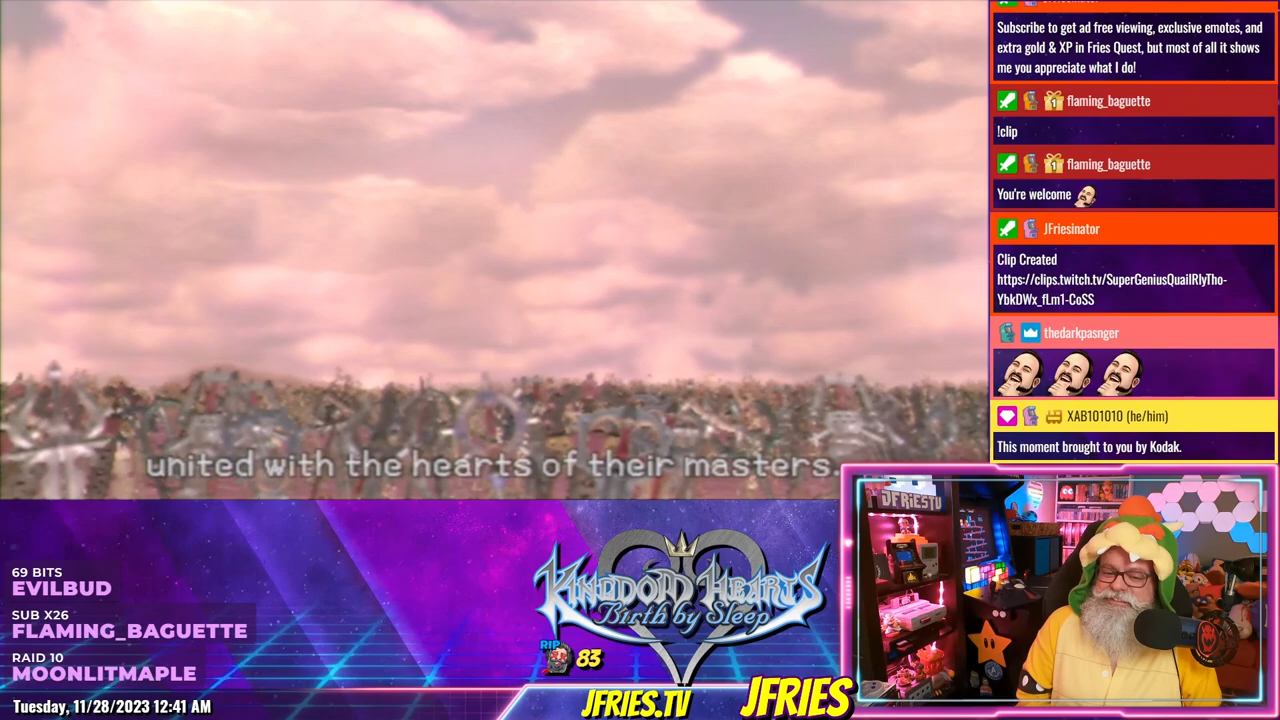 united with the hearts of their masters.
Subscribe to get ad free viewing, exclusive emotes, and
extra gold & XP in Fries Quest, but most of all it shows
me you appreciate what I do!
flaming_baguette
!clip
flaming_baguette
You're welcome
JFriesinator
Clip Created
https://clips.twitch.tv/SuperGeniusQuailRlyTho-
YbkDWx_fLm1-CoSS
thedarkpasnger
XAB101010 (he/him)
This moment brought to you by Kodak.
69 BITS
EVILBUD
SUB X26
FLAMING_BAGUETTE
RAID 10
MOONLITMAPLE
Tuesday, 11/28/2023 12:41 AM
KINGDOM HEARTS
Birth by Sleep
RIP
83
JFRIES.TV
JFRIES
JFRIESTV